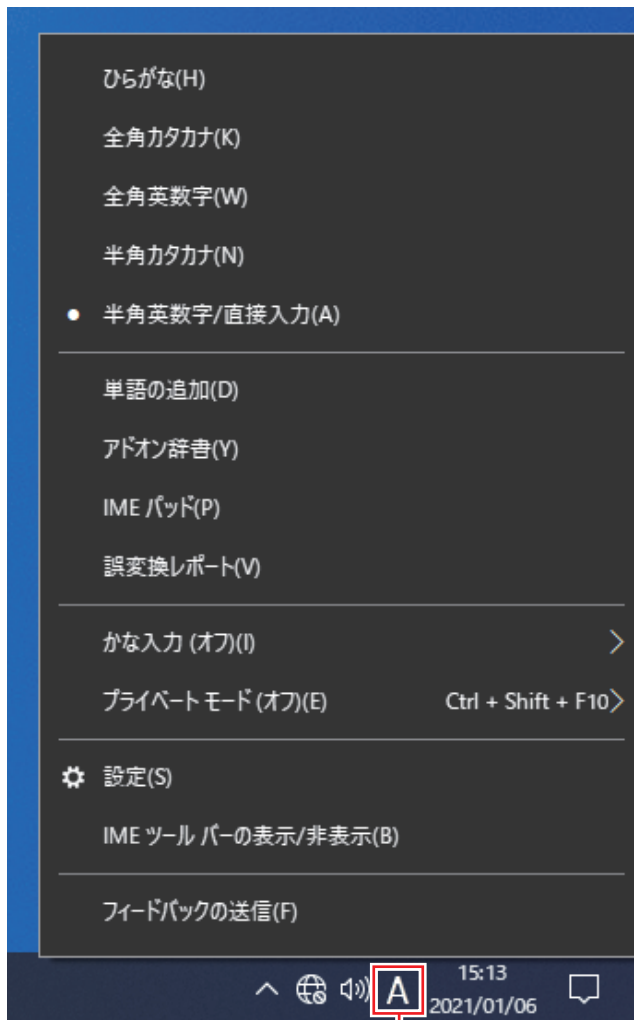 ひらがな(H)
全角カタカナ(K)
全角英数字(W)
半角カタカナ(N)
半角英数字/直接入力(A)
単語の追加(D)
アドオン辞書(Y)
IME パッド(P)
誤変換レポート(V)
かな入力 (オフ)(I)
プライベート モード (オフ)(E) Ctrl + Shift + F10
設定(S)
IME ツール バーの表示/非表示(B)
フィードバックの送信(F)
A 15:13
2021/01/06